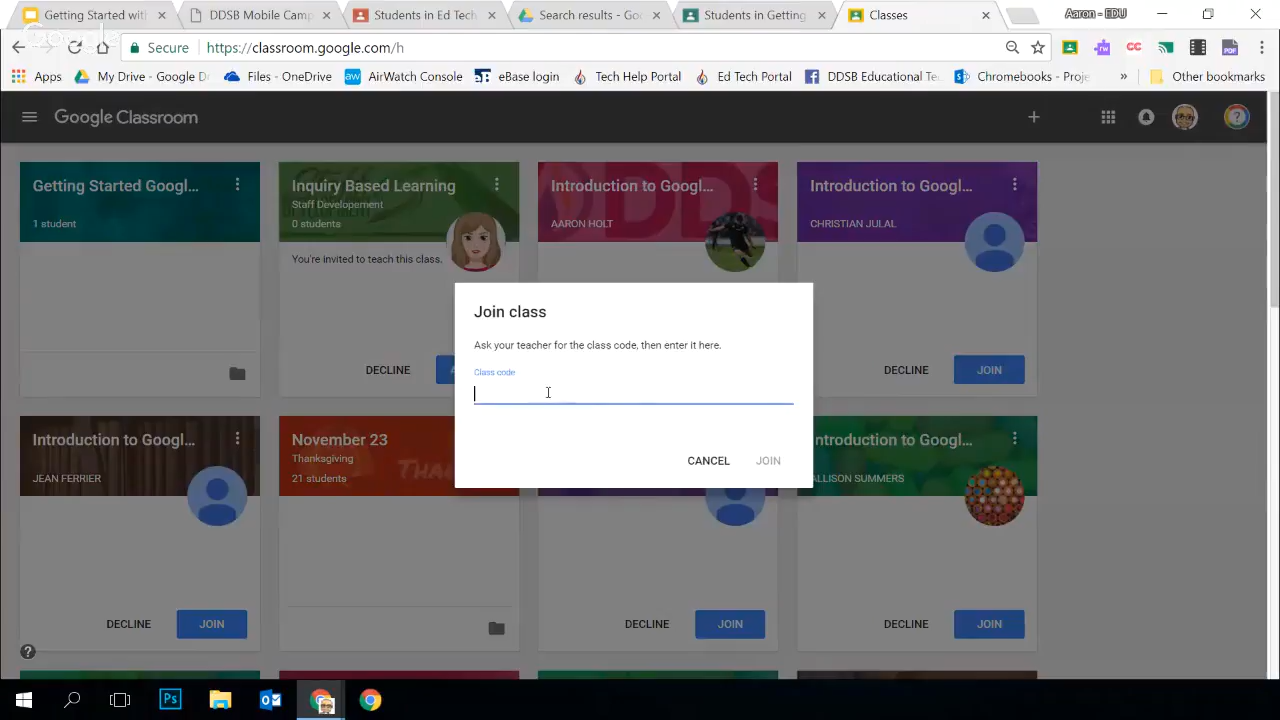 Getting Started with
DDSB Mobile Camp
Students in Ed Tech
Search results - Goo
Students in Getting
Classes
Aaron - EDU
Secure
https://classroom.google.com/h
Apps
My Drive - Google Do
Files - OneDrive
AirWatch Console
eBase login
Tech Help Portal
Ed Tech Portal
DDSB Educational Te
Chromebooks - Proje
»
Other bookmarks
Google Classroom
Getting Started Googl...
1 student
Inquiry Based Learning
Staff Developement
0 students
You're invited to teach this class.
DECLINE
Introduction to Googl...
AARON HOLT
Introduction to Googl...
CHRISTIAN JULAL
DECLINE
JOIN
Join class
Ask your teacher for the class code, then enter it here.
Class code
CANCEL
JOIN
Introduction to Googl...
JEAN FERRIER
DECLINE
JOIN
November 23
Thanksgiving
21 students
DECLINE
JOIN
ntroduction to Googl...
ALLISON SUMMERS
DECLINE
JOIN